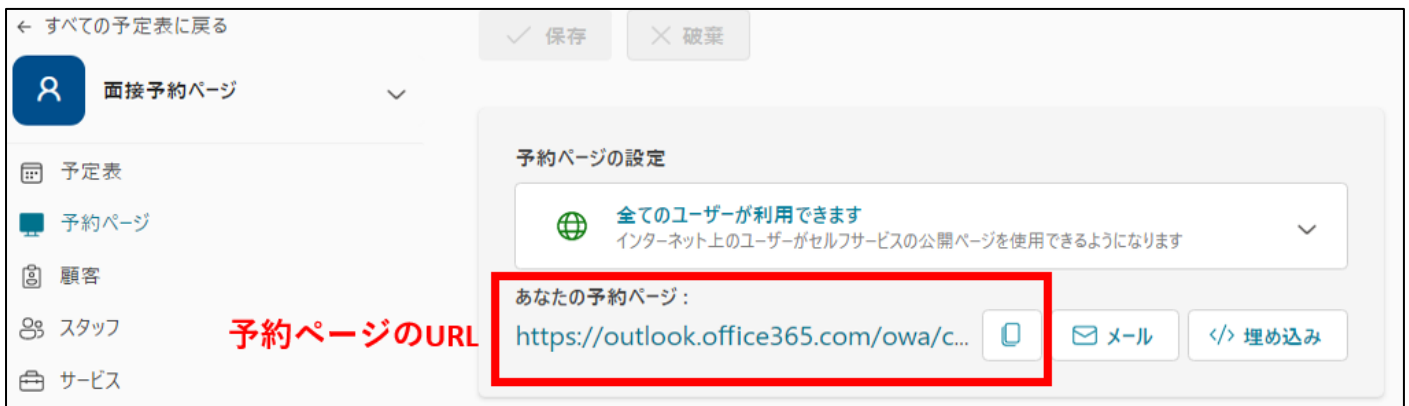 ← すべての予定表に戻る
保存
破棄
面接予約ページ
予定表
予約ページ
顧客
スタッフ
サービス
予約ページの設定
全てのユーザーが利用できます
インターネット上のユーザーがセルフサービスの公開ページを使用できるようになります
予約ページのURL
あなたの予約ページ：
https://outlook.office365.com/owa/c...
メール
</> 埋め込み